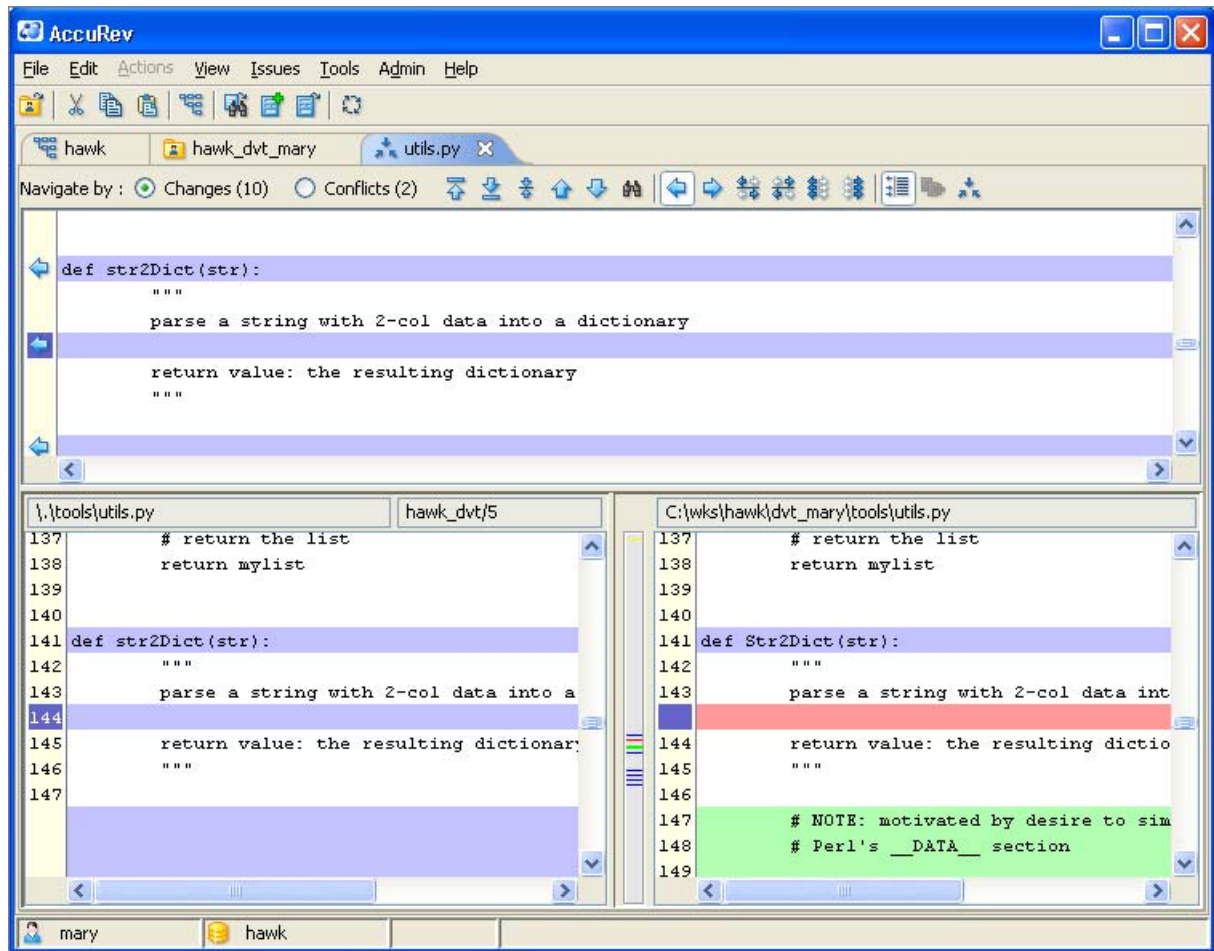 AccuRev
File Edit Actions View Issues Tools Admin Help
hawk hawk_dvt_mary utils.py
Navigate by : Changes (10) Conflicts (2)
def str2Dict(str):
"""
parse a string with 2-col data into a dictionary
return value: the resulting dictionary
"""
\.\tools\utils.py hawk_dvt/5
137 # return the list
138 return mylist
139
140
141 def str2Dict(str):
142 """
143 parse a string with 2-col data into a
144
145 return value: the resulting dictionary
146 """
147
C:\wks\hawk\dvt_mary\tools\utils.py
137 # return the list
138 return mylist
139
140
141 def Str2Dict(str):
142 """
143 parse a string with 2-col data int
144 return value: the resulting dictio
145 """
146
147 # NOTE: motivated by desire to sim
148 # Perl's __DATA__ section
149
mary hawk